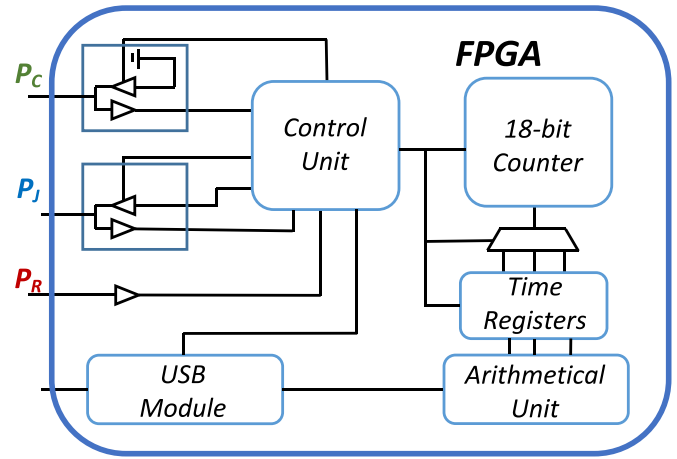 FPGA
P_C
Control
Unit
18-bit
Counter
P_J
P_R
Time
Registers
USB
Module
Arithmetical
Unit